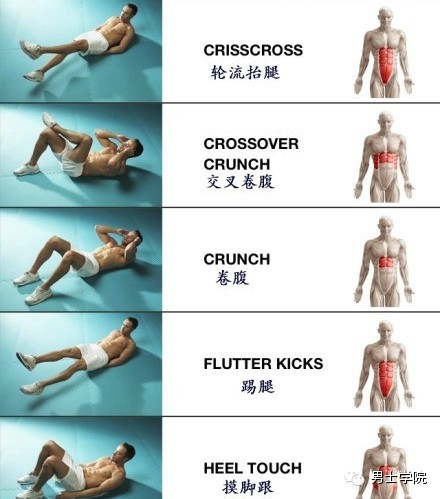 CRISSCROSS
轮流抬腿
CROSSOVER
CRUNCH
交叉卷腹
CRUNCH
卷腹
FLUTTER KICKS
踢腿
HEEL TOUCH
摸脚跟
男士学院